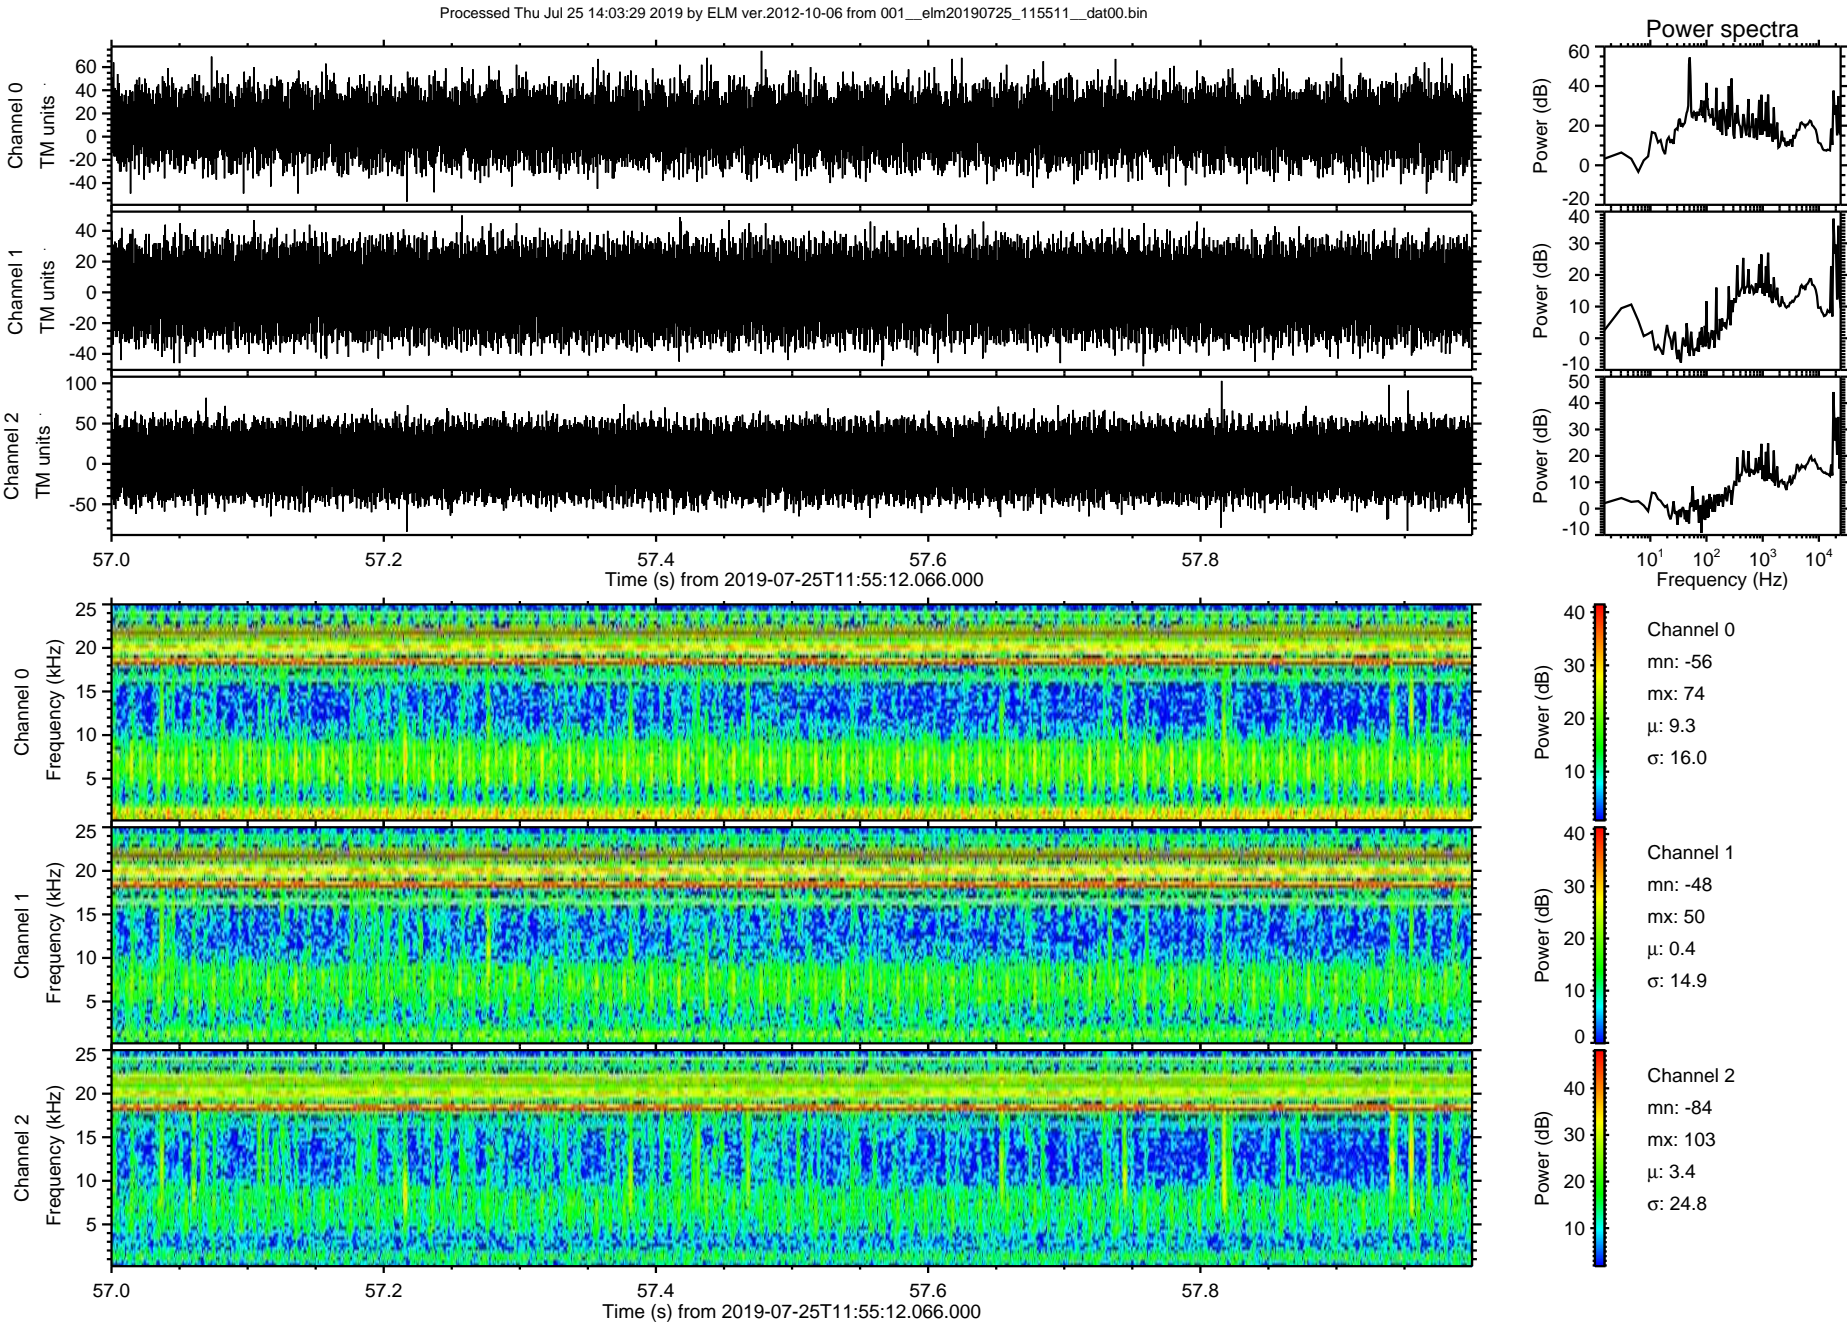 Processed Thu Jul 25 14:03:29 2019 by ELM ver.2012-10-06 from 001__elm20190725_115511__dat00.bin
Power spectra
Channel 0
TM units
60
40
20
0
-20
-40
Power (dB)
60
40
20
0
-20
Channel 1
TM units
40
20
0
-20
-40
Power (dB)
40
30
20
10
0
-10
Channel 2
TM units
100
50
0
-50
Power (dB)
50
40
30
20
10
0
-10
57.0 57.2 57.4 57.6 57.8
Time (s) from 2019-07-25T11:55:12.066.000
10^1 10^2 10^3 10^4
Frequency (Hz)
Channel 0
Frequency (kHz)
25
20
15
10
5
Power (dB)
40
30
20
10
Channel 0
mn: -56
mx: 74
μ: 9.3
σ: 16.0
Channel 1
Frequency (kHz)
25
20
15
10
5
Power (dB)
40
30
20
10
0
Channel 1
mn: -48
mx: 50
μ: 0.4
σ: 14.9
Channel 2
Frequency (kHz)
25
20
15
10
5
Power (dB)
40
30
20
10
Channel 2
mn: -84
mx: 103
μ: 3.4
σ: 24.8
57.0 57.2 57.4 57.6 57.8
Time (s) from 2019-07-25T11:55:12.066.000